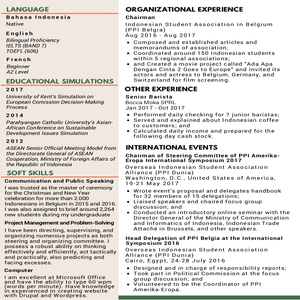 LANGUAGE
Bahasa Indonesia
Native
English
Bilingual Proficiency
IELTS (BAND 7)
TOEFL (606)
French
Beginner
A2 Level
EDUCATIONAL SIMULATIONS
2017
University of Kent's Simulation on
European Comission Decision-Making
Process
2014
Parahyangan Catholic University's Asian-
African Conference on Sustainable
Development Issues Simulation
2012
ASEAN Senior Official Meeting Model from
the Directorate General of ASEAN
Cooperation, Ministry of Foreign Affairs of
the Republic of Indonesia
SOFT SKILLS
Communication and Public Speaking
I was trusted as the master of ceremony
for the Christmas and New Year
celebration for more than 2.000
Indonesians in Belgium in 2015 and 2016. I
was also assigned to brief around 2.264
new students during my undergraduate
Project Management and Problem-Solving
I have been directing, supervising, and
organizing numerous projects as both
steering and organizing committee. I
possess a robust ability on thinking
effectively and efficiently, act tactically
and practically, also predicting and
facing excesses.
Computer
I am excellent at Microsoft Office
and have the ability to type 60 wpm
(words per minute). Have knowledge
in experienced creating website
with Drupal and Wordpress.
ORGANIZATIONAL EXPERIENCE
Chairman
Indonesian Student Association in Belgium
(PPI Belgia)
Aug 2015 - Aug 2017
• Composed and established articles and
memorandums of association;
• Coordinated around 150 Indonesian students
within 5 regional associations;
• and Created a movie project called "Ada Apa
dengan Cinta 2 Goes to Europe" and invited its
actors and actress to Belgium, Germany, and
Switzerland for film screening.
OTHER EXPERIENCE
Senior Barista
Bocca Moka SPRL
Jan 2017 - Oct 2017
• Performed daily checking for 7 junior baristas;
• Served and explained about Indonesian coffee
to customers; and
• Calculated daily income and prepared for the
following day cash stock.
INTERNATIONAL EVENTS
Chairman of Steering Committee of PPI Amerika-
Eropa International Symposium 2017
Overseas Indonesian Student Association
Alliance (PPI Dunia)
Washington, D.C., United States of America,
19-21 May 2017
• Wrote event's proposal and delegates handbook
for 32 members of 15 delegations;
• Liaised speakers and chaired focus group
discussion; and
• Conducted an introductory online seminar with the
Director General of the Ministry of Communication
and Information of Indonesia, Indonesian Trade
Attaché in Brussels, and other speakers.
Head Delegation of PPI Belgia at the International
Symposium 2016
Overseas Indonesian Student Association
Alliance (PPI Dunia)
Cairo, Egypt, 24-28 July 2016
• Designed and in charge of responsibility reports;
• Took part in Political Commission at the focus
group discussion; and
• Volunteered to be the Coordinator of PPI
Amerika-Eropa.